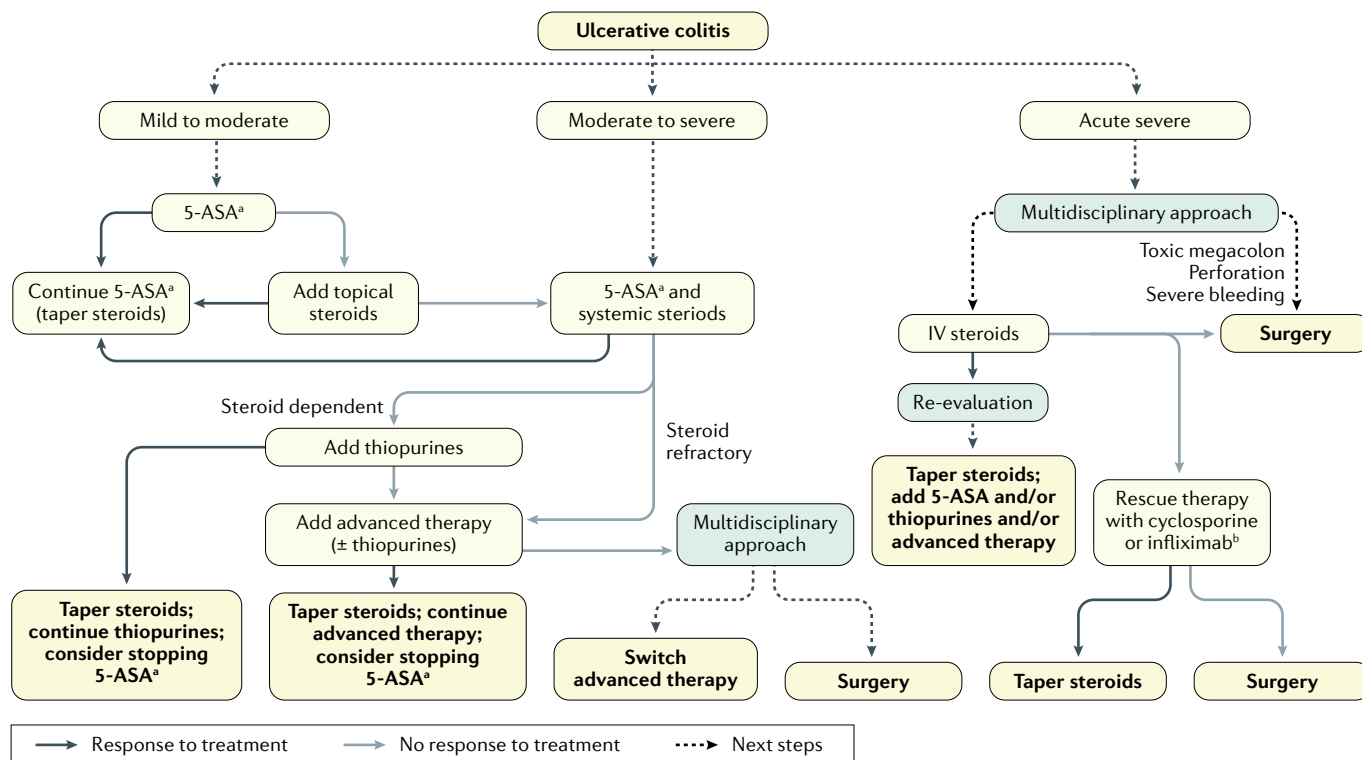 Ulcerative colitis
Mild to moderate
Moderate to severe
Acute severe
5-ASAᵃ
Multidisciplinary approach
Toxic megacolon
Perforation
Severe bleeding
Continue 5-ASAᵃ
(taper steroids)
Add topical
steroids
5-ASAᵃ and
systemic steriods
IV steroids
Surgery
Re-evaluation
Steroid dependent
Add thiopurines
Steroid
refractory
Taper steroids;
add 5-ASA and/or
thiopurines and/or
advanced therapy
Rescue therapy
with cyclosporine
or infliximabᵇ
Add advanced therapy
(± thiopurines)
Multidisciplinary
approach
Taper steroids;
continue thiopurines;
consider stopping
5-ASAᵃ
Taper steroids; continue
advanced therapy;
consider stopping
5-ASAᵃ
Switch
advanced therapy
Surgery
Taper steroids
Surgery
Response to treatment
No response to treatment
Next steps